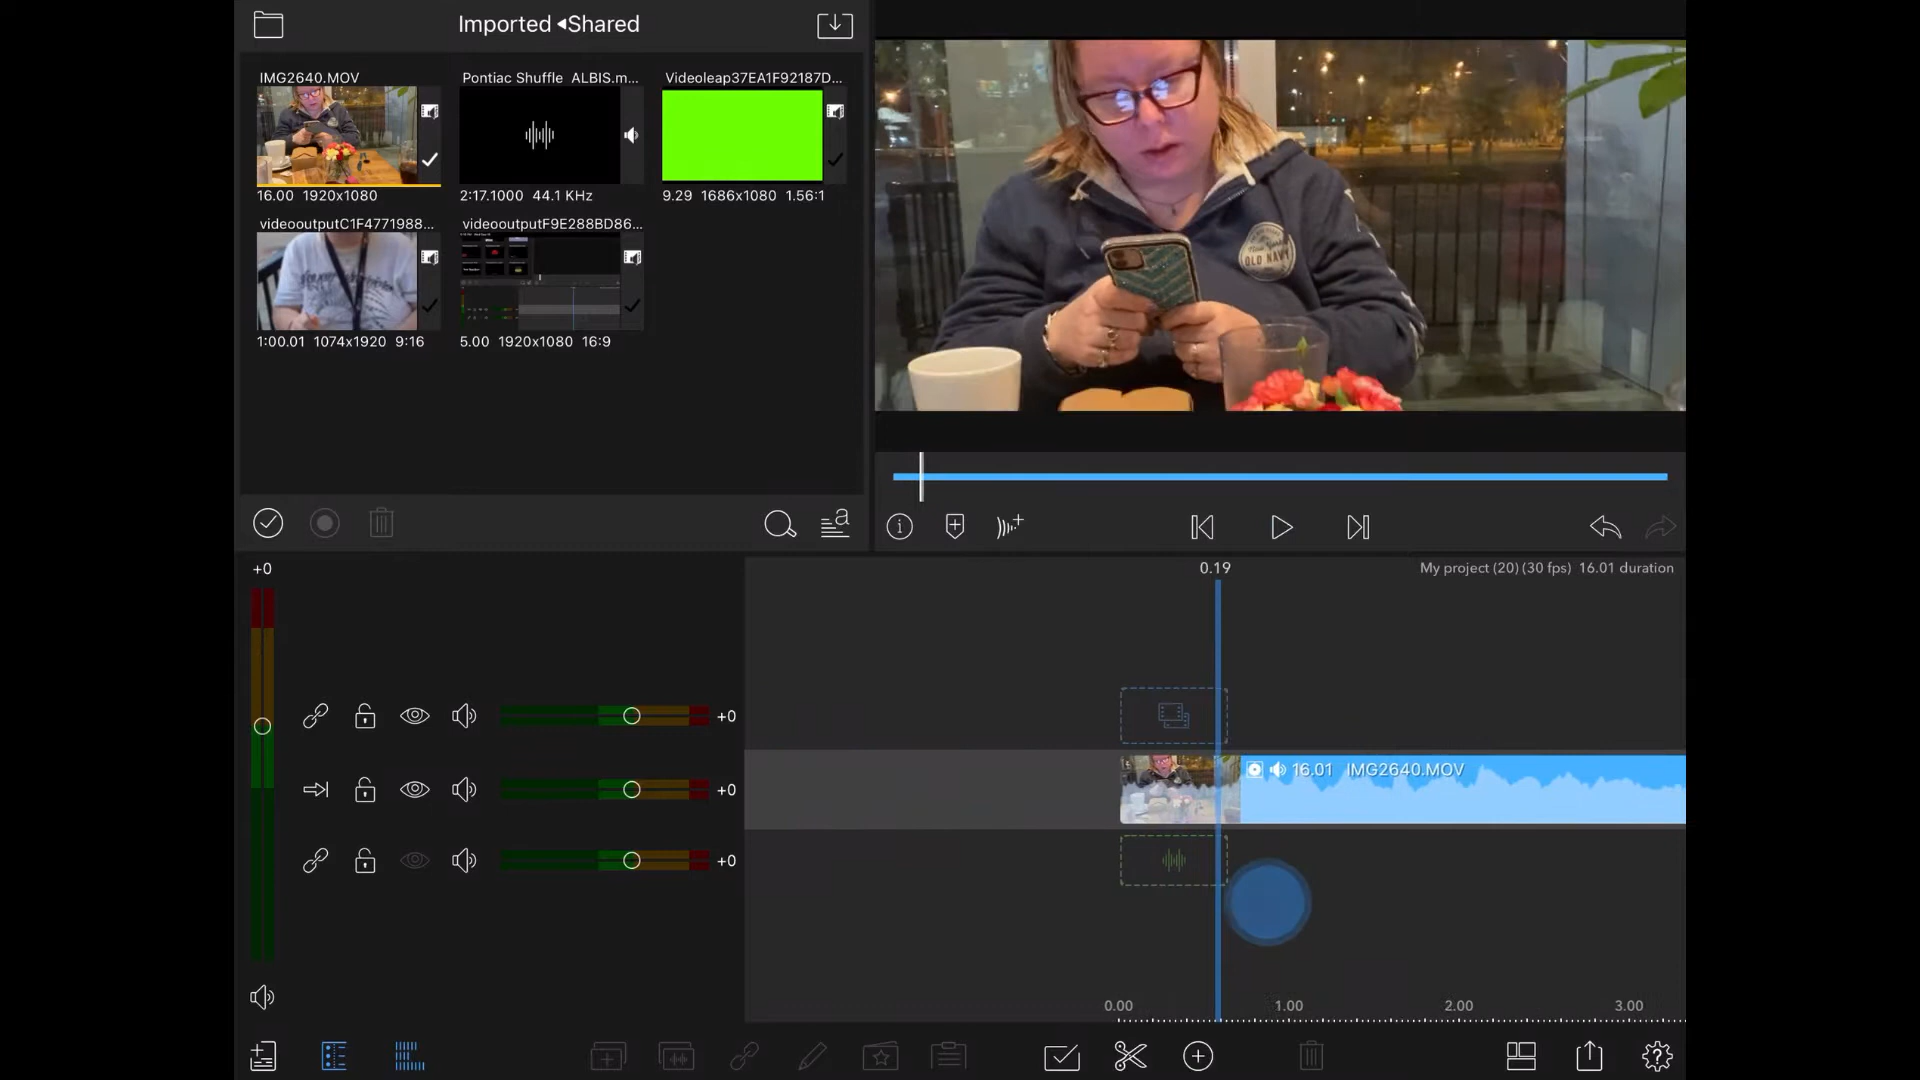 Imported ◂Shared
IMG2640.MOV
Pontiac Shuffle ALBIS.m...
Videoleap37EA1F92187D...
16.00 1920x1080
2:17.1000 44.1 KHz
9.29 1686x1080 1.56:1
videooutputC1F4771988...
videooutputF9E288BD86...
1:00.01 1074x1920 9:16
5.00 1920x1080 16:9
OLD NAVY
+0
0.19
My project (20) (30 fps) 16.01 duration
+0
16.01 IMG2640.MOV
+0
+0
0.00
1.00
2.00
3.00